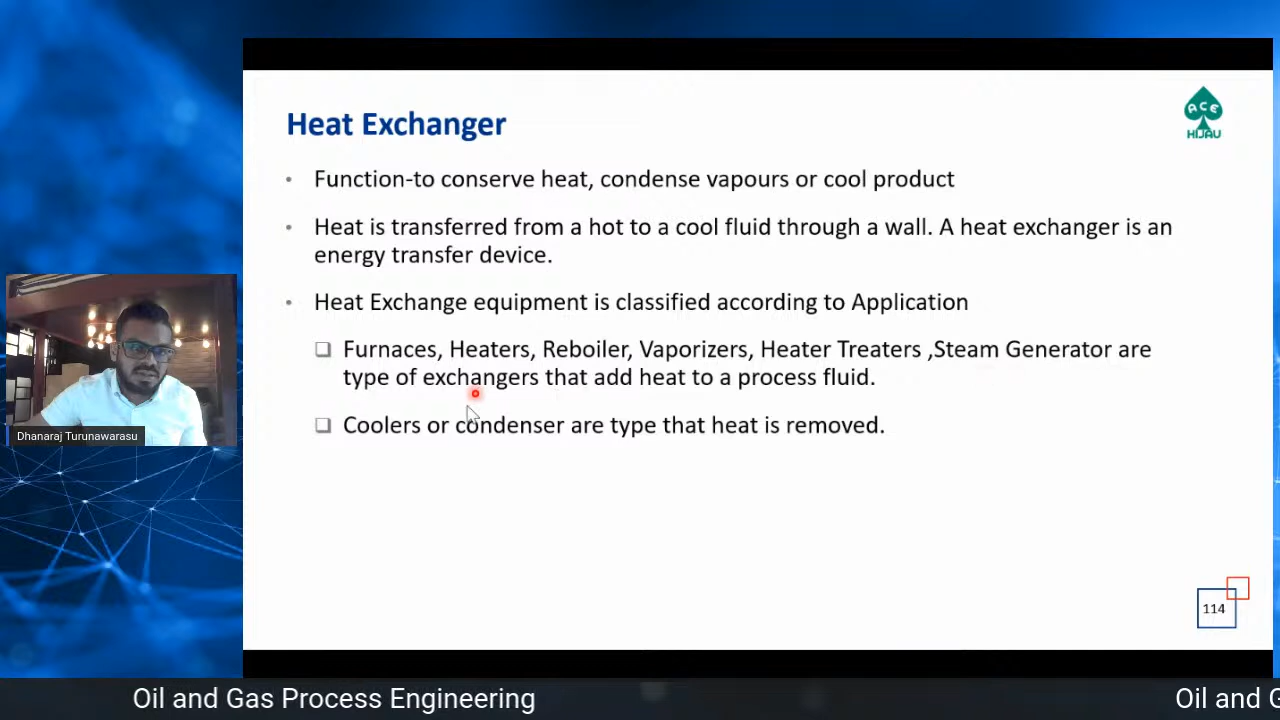 Heat Exchanger
ACE
HIJAU
• Function-to conserve heat, condense vapours or cool product
• Heat is transferred from a hot to a cool fluid through a wall. A heat exchanger is an
energy transfer device.
• Heat Exchange equipment is classified according to Application
❑ Furnaces, Heaters, Reboiler, Vaporizers, Heater Treaters ,Steam Generator are
type of exchangers that add heat to a process fluid.
❑ Coolers or condenser are type that heat is removed.
Dhanaraj Turunawarasu
114
Oil and Gas Process Engineering
Oil and G